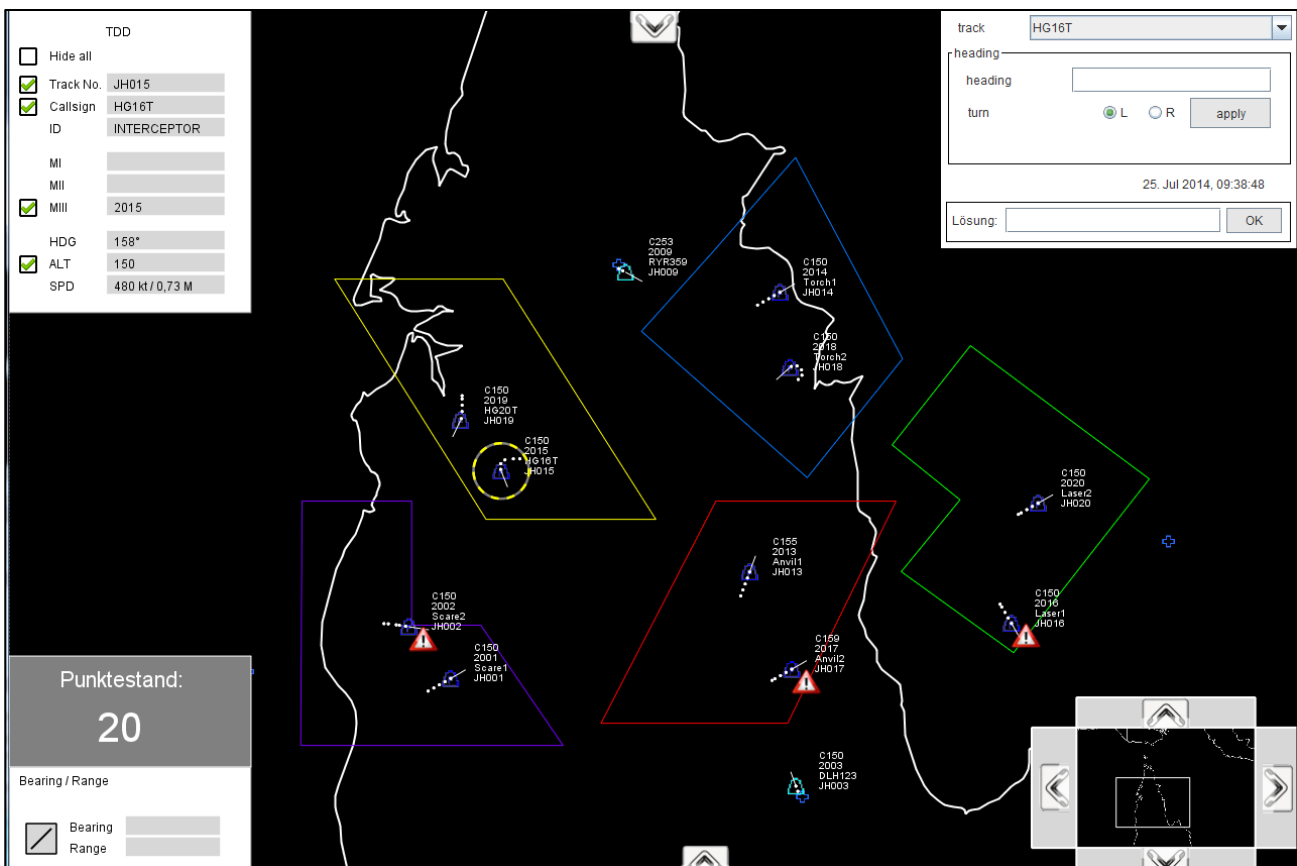 TDD
Hide all
Track No. JH015
Callsign HG16T
ID INTERCEPTOR
MI
MII
MIII 2015
HDG 158°
ALT 150
SPD 480 kt / 0,73 M
track HG16T
heading
heading
turn L R apply
25. Jul 2014, 09:38:48
Lösung: OK
C253
2009
RYR359
JH009
C150
2014
Torch1
JH014
C150
2018
Torch2
JH018
C150
2019
HG20T
JH019
C150
2015
HG16T
JH015
C150
2020
Laser2
JH020
C155
2013
Anvil1
JH013
C150
2002
Scare2
JH002
C150
2016
Laser1
JH016
C150
2001
Scare1
JH001
C159
2017
Anvil2
JH017
C150
2003
DLH123
JH003
Punktestand:
20
Bearing / Range
Bearing
Range